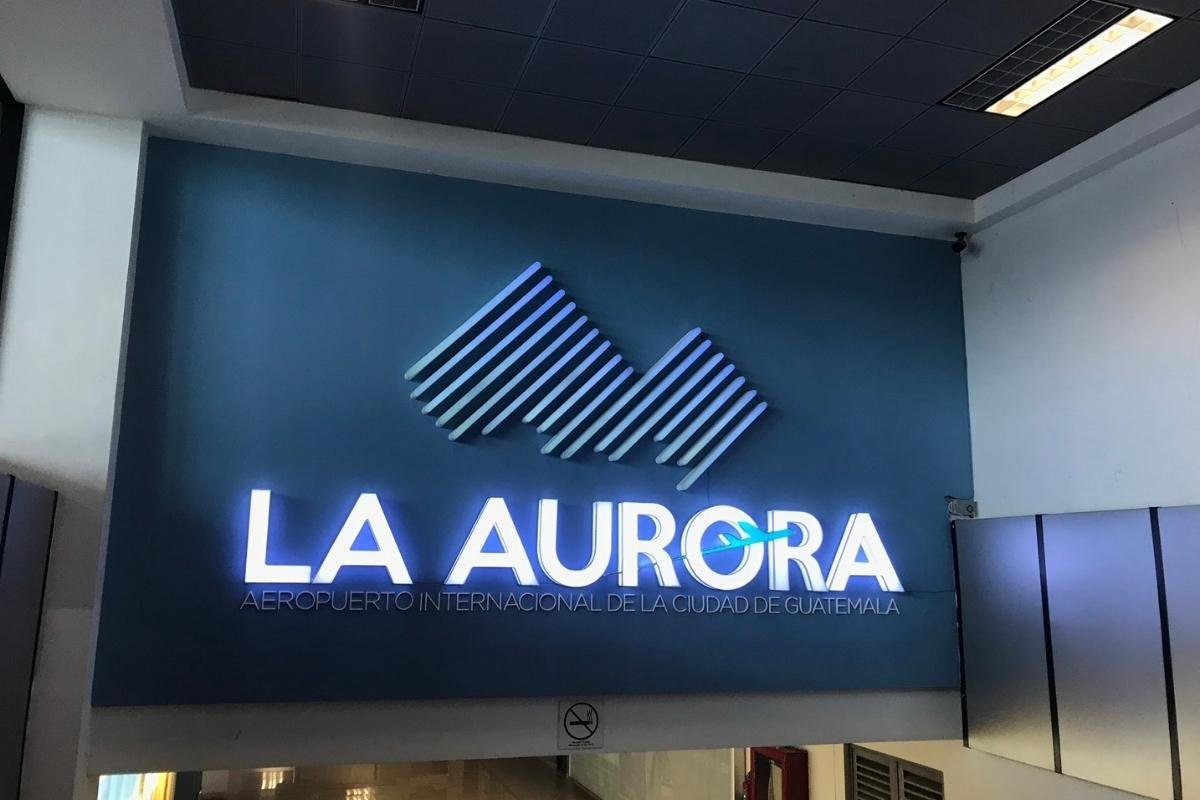 LA AURORA
AEROPUERTO INTERNACIONAL DE LA CIUDAD DE GUATEMALA